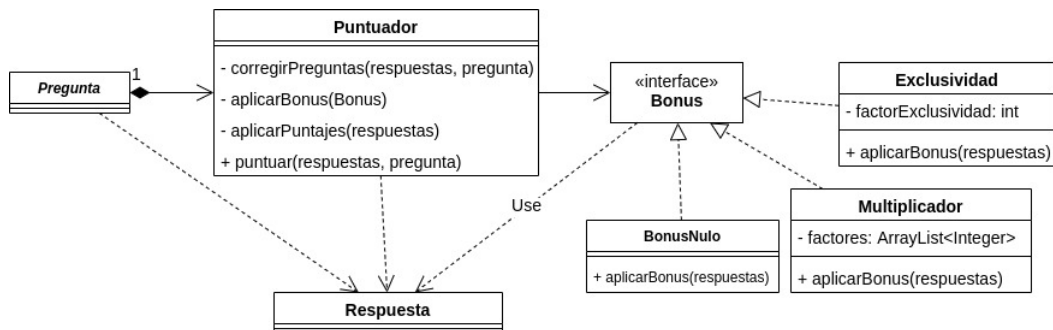 Pregunta
1
Puntuador
- corregirPreguntas(respuestas, pregunta)
- aplicarBonus(Bonus)
- aplicarPuntajes(respuestas)
+ puntuar(respuestas, pregunta)
«interface»
Bonus
Exclusividad
- factorExclusividad: int
+ aplicarBonus(respuestas)
Use
BonusNulo
+ aplicarBonus(respuestas)
Multiplicador
- factores: ArrayList<Integer>
+ aplicarBonus(respuestas)
Respuesta